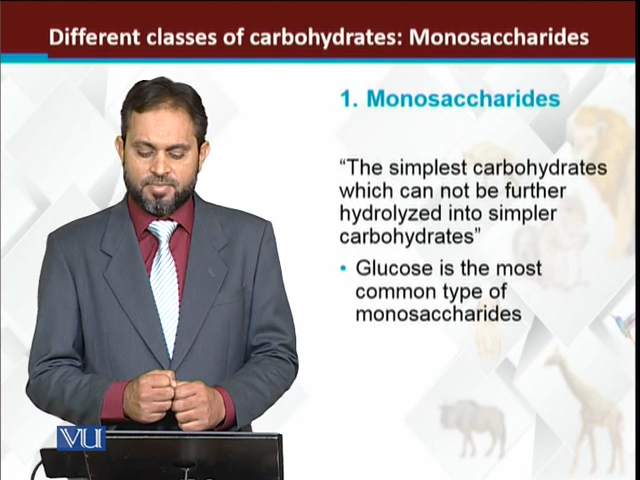 Different classes of carbohydrates: Monosaccharides
1. Monosaccharides
“The simplest carbohydrates
which can not be further
hydrolyzed into simpler
carbohydrates”
• Glucose is the most
common type of
monosaccharides
VU